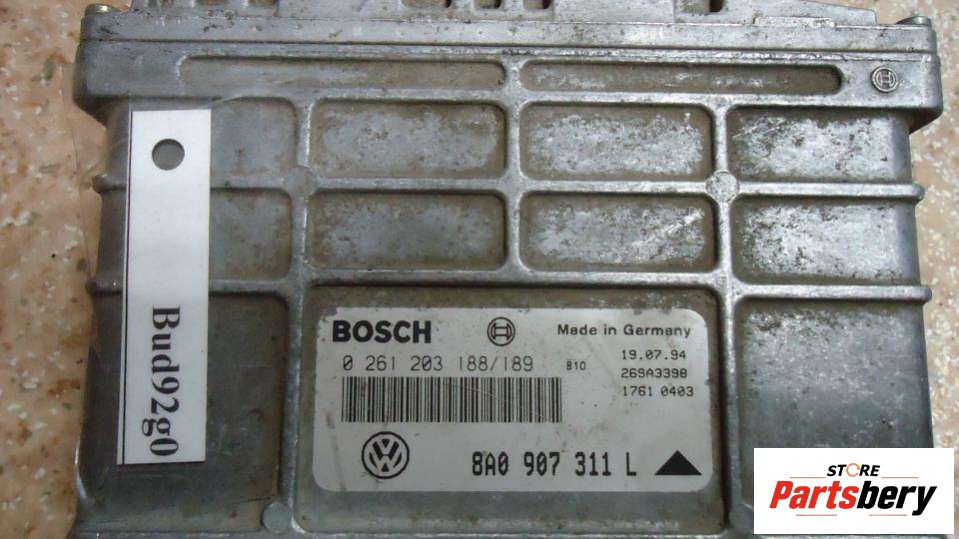 Bud92g0
BOSCH
Made in Germany
0 261 203 188/189
B10
19.07.94
269A3398
1761 0403
8A0 907 311 L
STORE
Partsbery